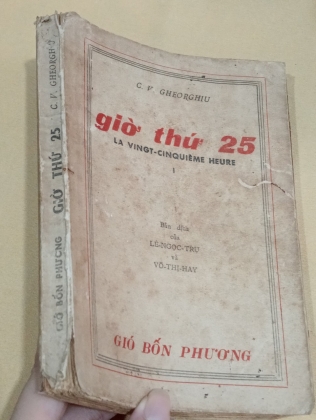 C. V GHEORGHIU
giờ thứ 25
LA VINGT-CINQUIÈME HEURE
I
Bản dịch
của
LÊ-NGỌC-TRỤ
và
VÕ-THỊ-HAY
GIÓ BỐN PHƯƠNG
C. V. GHEORGHIU
GIỜ THỨ 25
GIÓ BỐN PHƯƠNG